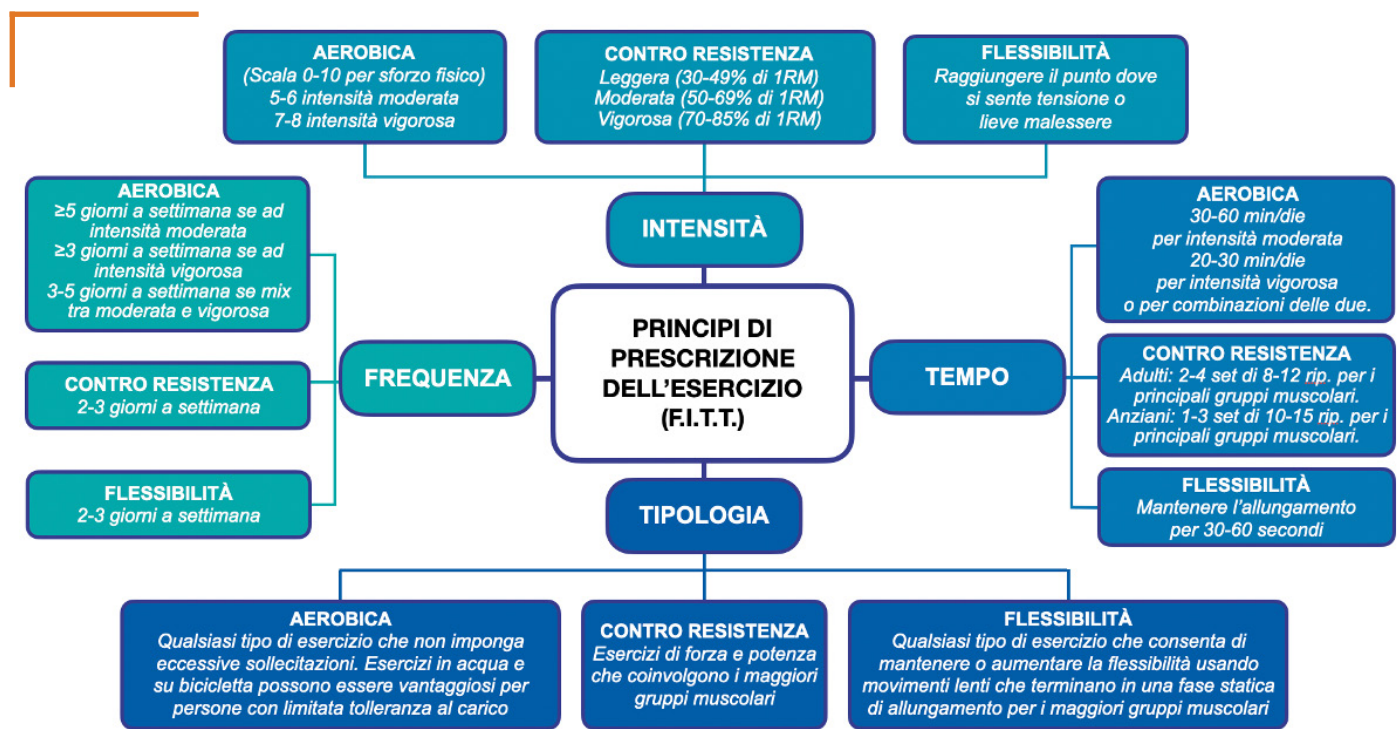 AEROBICA
(Scala 0-10 per sforzo fisico)
5-6 intensità moderata
7-8 intensità vigorosa
CONTRO RESISTENZA
Leggera (30-49% di 1RM)
Moderata (50-69% di 1RM)
Vigorosa (70-85% di 1RM)
FLESSIBILITÀ
Raggiungere il punto dove
si sente tensione o
lieve malessere
INTENSITÀ
AEROBICA
≥5 giorni a settimana se ad
intensità moderata
≥3 giorni a settimana se ad
intensità vigorosa
3-5 giorni a settimana se mix
tra moderata e vigorosa
CONTRO RESISTENZA
2-3 giorni a settimana
FLESSIBILITÀ
2-3 giorni a settimana
FREQUENZA
PRINCIPI DI
PRESCRIZIONE
DELL'ESERCIZIO
(F.I.T.T.)
TEMPO
AEROBICA
30-60 min/die
per intensità moderata
20-30 min/die
per intensità vigorosa
o per combinazioni delle due.
CONTRO RESISTENZA
Adulti: 2-4 set di 8-12 rip. per i
principali gruppi muscolari.
Anziani: 1-3 set di 10-15 rip. per i
principali gruppi muscolari.
FLESSIBILITÀ
Mantenere l'allungamento
per 30-60 secondi
TIPOLOGIA
AEROBICA
Qualsiasi tipo di esercizio che non imponga
eccessive sollecitazioni. Esercizi in acqua e
su bicicletta possono essere vantaggiosi per
persone con limitata tolleranza al carico
CONTRO RESISTENZA
Esercizi di forza e potenza
che coinvolgono i maggiori
gruppi muscolari
FLESSIBILITÀ
Qualsiasi tipo di esercizio che consenta di
mantenere o aumentare la flessibilità usando
movimenti lenti che terminano in una fase statica
di allungamento per i maggiori gruppi muscolari